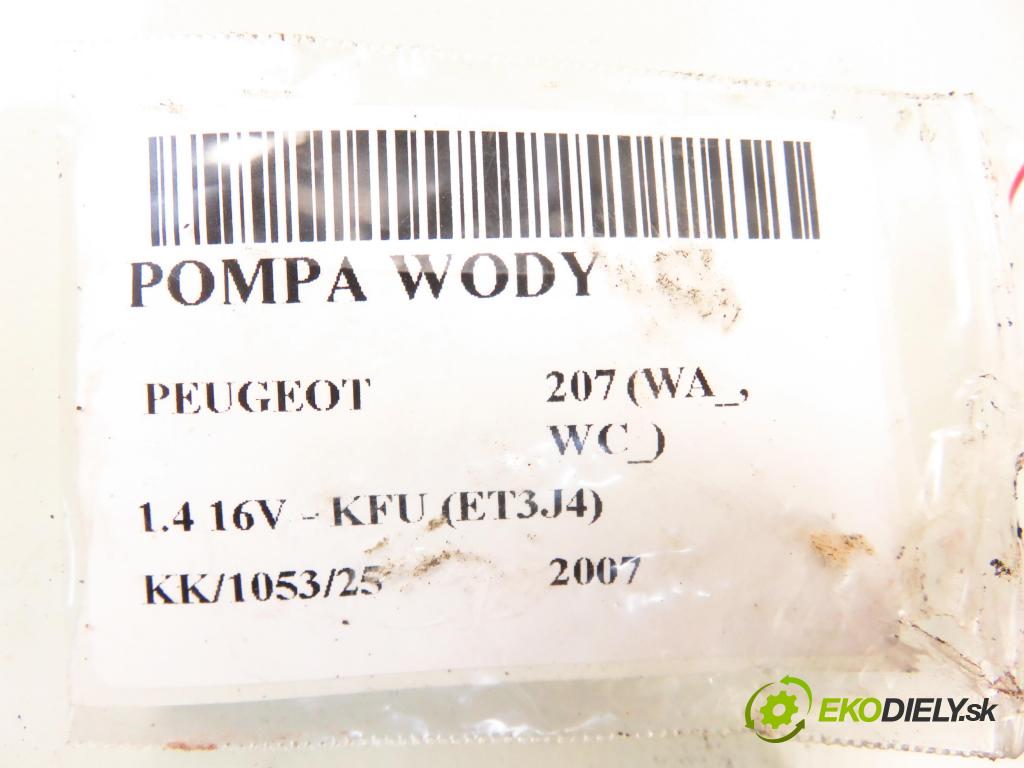 POMPA WODY
PEUGEOT 207 (WA_,
WC_)
1.4 16V - KFU (ET3J4)
KK/1053/25 2007
EKODIELY.sk